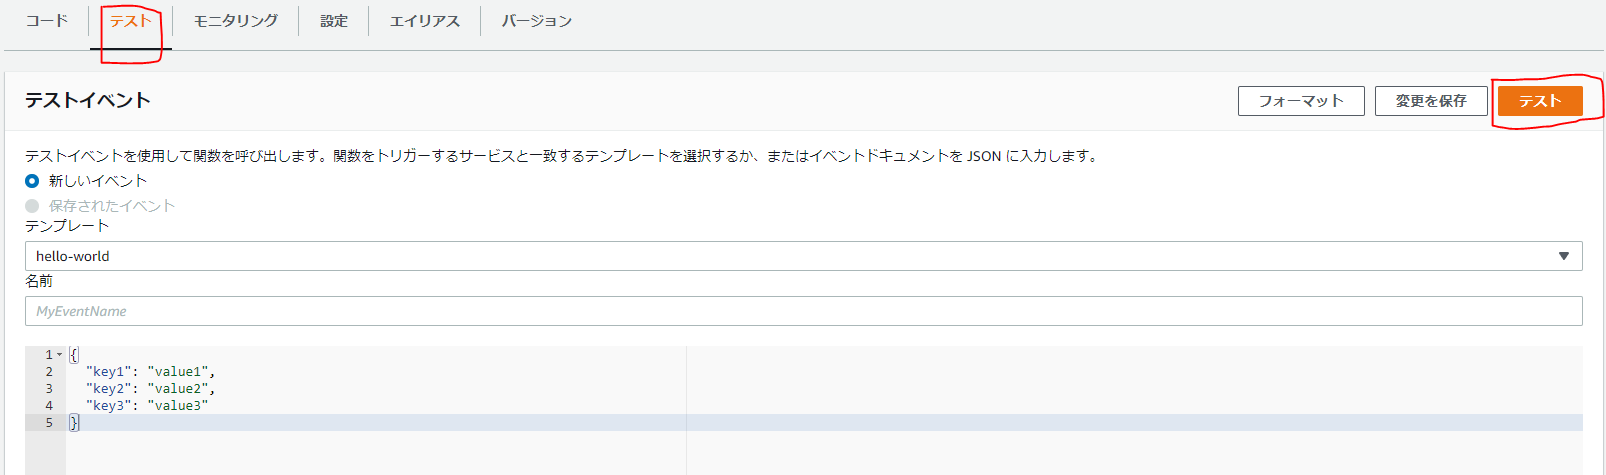 コード テスト モニタリング 設定 エイリアス バージョン
テストイベント フォーマット 変更を保存 テスト
テストイベントを使用して関数を呼び出します。関数をトリガーするサービスと一致するテンプレートを選択するか、またはイベントドキュメントを JSON に入力します。
新しいイベント
保存されたイベント
テンプレート
hello-world
名前
MyEventName
1 {
2 "key1": "value1",
3 "key2": "value2",
4 "key3": "value3"
5 }